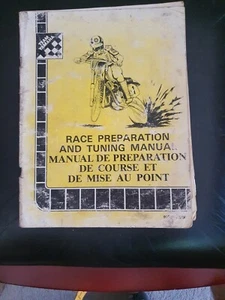 RACE PREPARATION
AND TUNING MANUAL
MANUAL DE PREPARATION
DE COURSE ET
DE MISE AU POINT